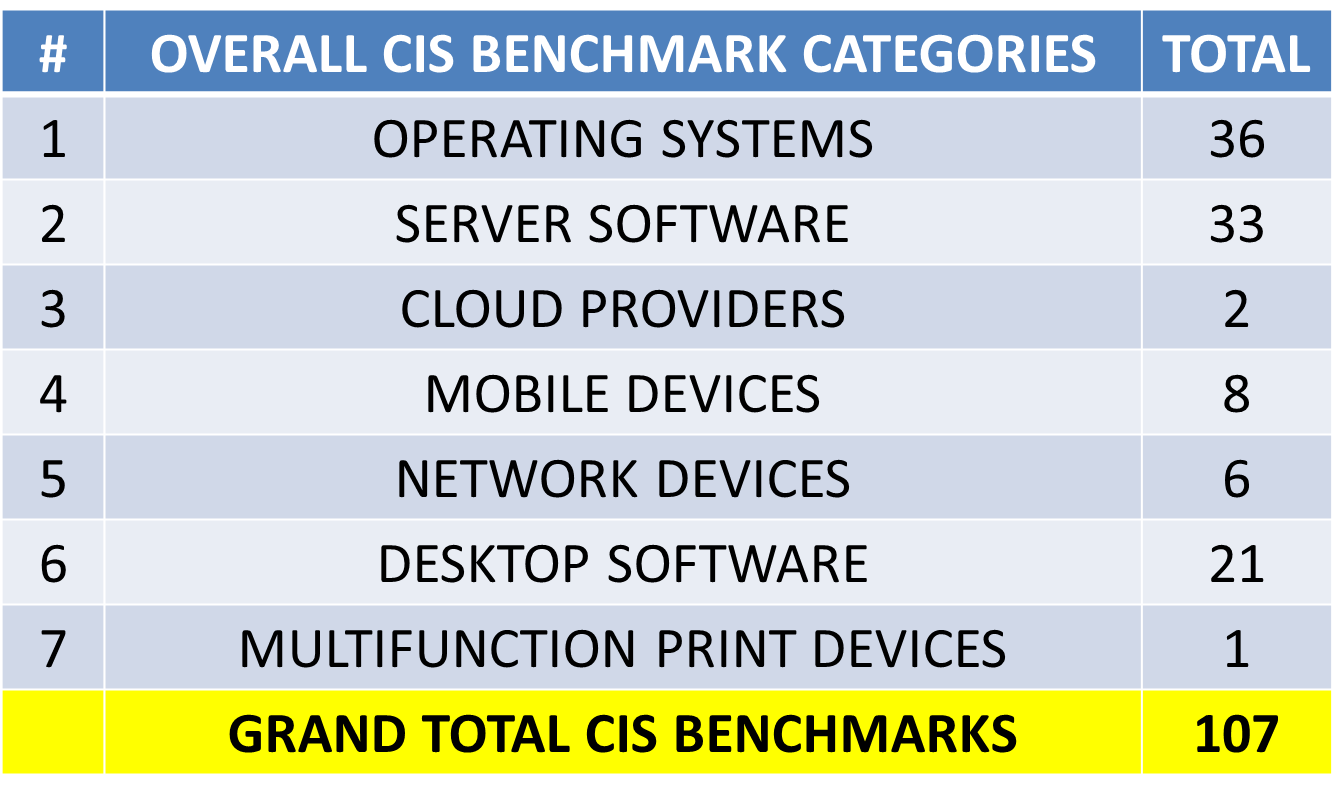 # OVERALL CIS BENCHMARK CATEGORIES TOTAL
1 OPERATING SYSTEMS 36
2 SERVER SOFTWARE 33
3 CLOUD PROVIDERS 2
4 MOBILE DEVICES 8
5 NETWORK DEVICES 6
6 DESKTOP SOFTWARE 21
7 MULTIFUNCTION PRINT DEVICES 1
GRAND TOTAL CIS BENCHMARKS 107